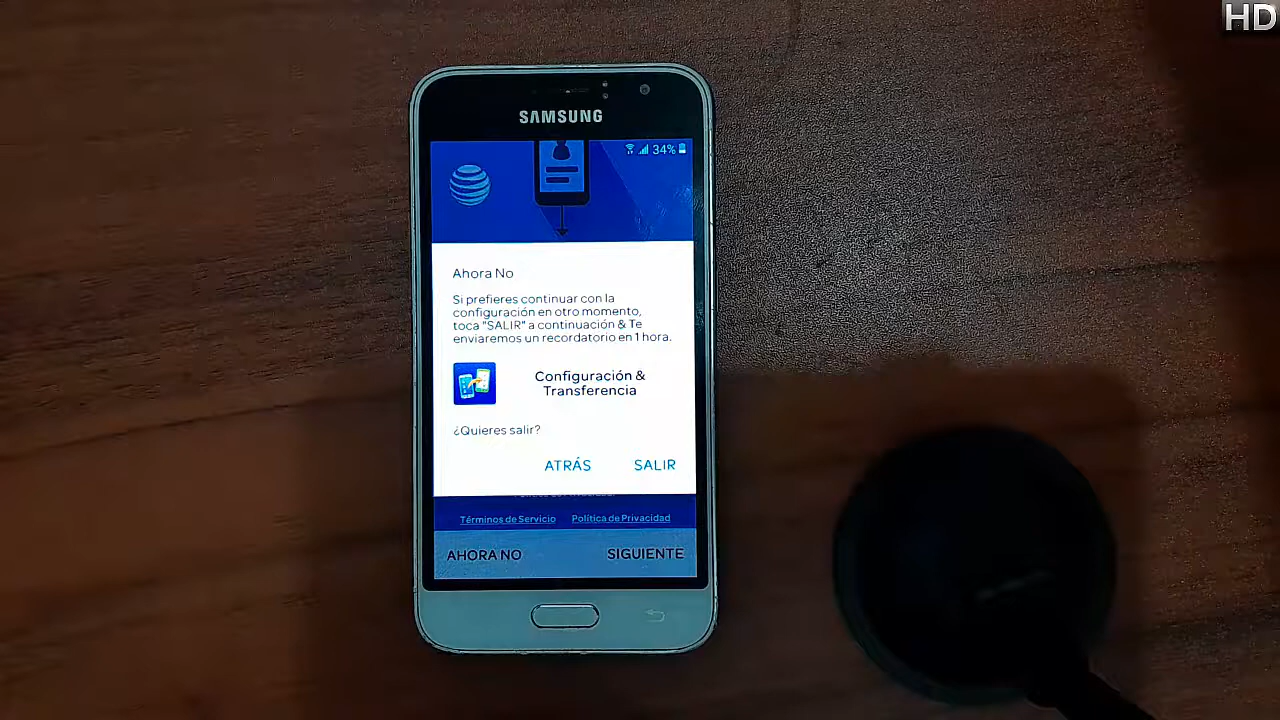 HD
SAMSUNG
34%
Ahora No
Si prefieres continuar con la
configuración en otro momento,
toca "SALIR" a continuación & Te
enviaremos un recordatorio en 1 hora.
Configuración &
Transferencia
¿Quieres salir?
ATRÁS SALIR
Términos de Servicio Política de Privacidad
AHORA NO SIGUIENTE